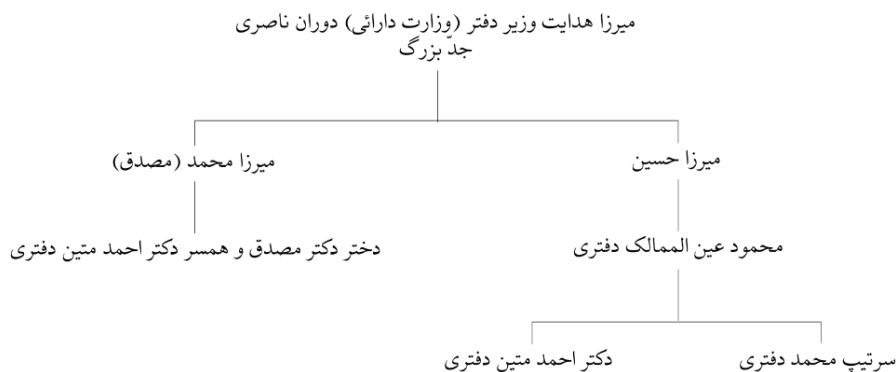 میرزا هدایت وزیر دفتر (وزارت دارائی) دوران ناصری
جدّ بزرگ
میرزا حسین
میرزا محمد (مصدق)
محمود عین الممالک دفتری
دختر دکتر مصدق و همسر دکتر احمد متین دفتری
سرتیپ محمد دفتری
دکتر احمد متین دفتری